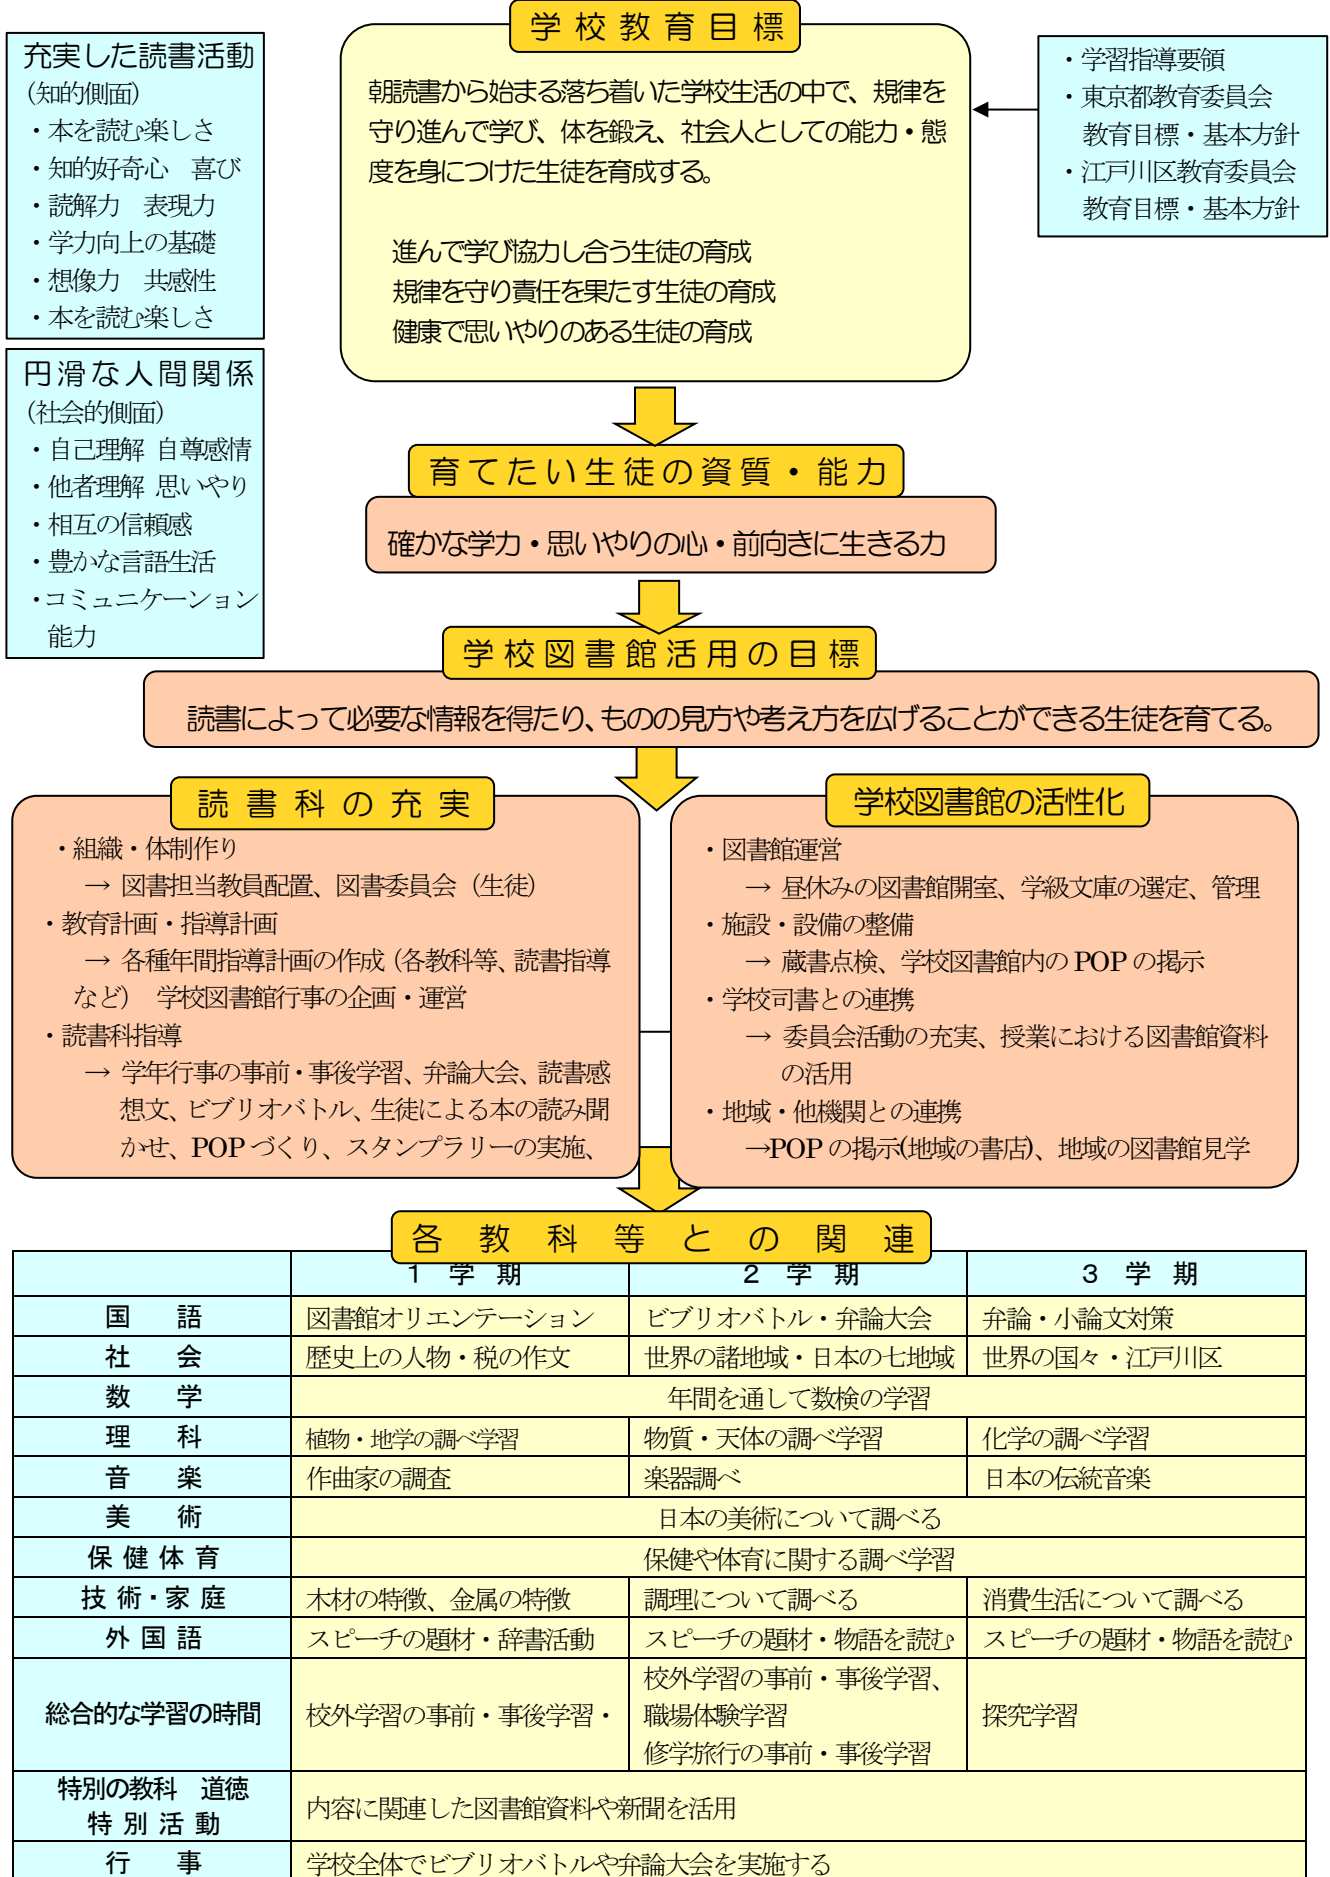 学校教育目標
充実した読書活動
（知的側面）
・本を読む楽しさ
・知的好奇心　喜び
・読解力　表現力
・学力向上の基礎
・想像力　共感性
・本を読む楽しさ
朝読書から始まる落ち着いた学校生活の中で、規律を
守り進んで学び、体を鍛え、社会人としての能力・態
度を身につけた生徒を育成する。
進んで学び協力し合う生徒の育成
規律を守り責任を果たす生徒の育成
健康で思いやりのある生徒の育成
・学習指導要領
・東京都教育委員会
教育目標・基本方針
・江戸川区教育委員会
教育目標・基本方針
円滑な人間関係
（社会的側面）
・自己理解 自尊感情
・他者理解 思いやり
・相互の信頼感
・豊かな言語生活
・コミュニケーション
能力
育てたい生徒の資質・能力
確かな学力・思いやりの心・前向きに生きる力
学校図書館活用の目標
読書によって必要な情報を得たり、ものの見方や考え方を広げることができる生徒を育てる。
読書科の充実
・組織・体制作り
→ 図書担当教員配置、図書委員会（生徒）
・教育計画・指導計画
→ 各種年間指導計画の作成（各教科等、読書指導
など）　学校図書館行事の企画・運営
・読書科指導
→ 学年行事の事前・事後学習、弁論大会、読書感
想文、ビブリオバトル、生徒による本の読み聞
かせ、POPづくり、スタンプラリーの実施、
学校図書館の活性化
・図書館運営
→ 昼休みの図書館開室、学級文庫の選定、管理
・施設・設備の整備
→ 蔵書点検、学校図書館内のPOPの掲示
・学校司書との連携
→ 委員会活動の充実、授業における図書館資料
の活用
・地域・他機関との連携
→POPの掲示(地域の書店)、地域の図書館見学
各教科等との関連
1 学期　2 学期　3 学期
国語　図書館オリエンテーション　ビブリオバトル・弁論大会　弁論・小論文対策
社会　歴史上の人物・税の作文　世界の諸地域・日本の七地域　世界の国々・江戸川区
数学　年間を通して数検の学習
理科　植物・地学の調べ学習　物質・天体の調べ学習　化学の調べ学習
音楽　作曲家の調査　楽器調べ　日本の伝統音楽
美術　日本の美術について調べる
保健体育　保健や体育に関する調べ学習
技術・家庭　木材の特徴、金属の特徴　調理について調べる　消費生活について調べる
外国語　スピーチの題材・辞書活動　スピーチの題材・物語を読む　スピーチの題材・物語を読む
総合的な学習の時間　校外学習の事前・事後学習・　校外学習の事前・事後学習、
職場体験学習
修学旅行の事前・事後学習　探究学習
特別の教科　道徳
特別活動　内容に関連した図書館資料や新聞を活用
行事　学校全体でビブリオバトルや弁論大会を実施する